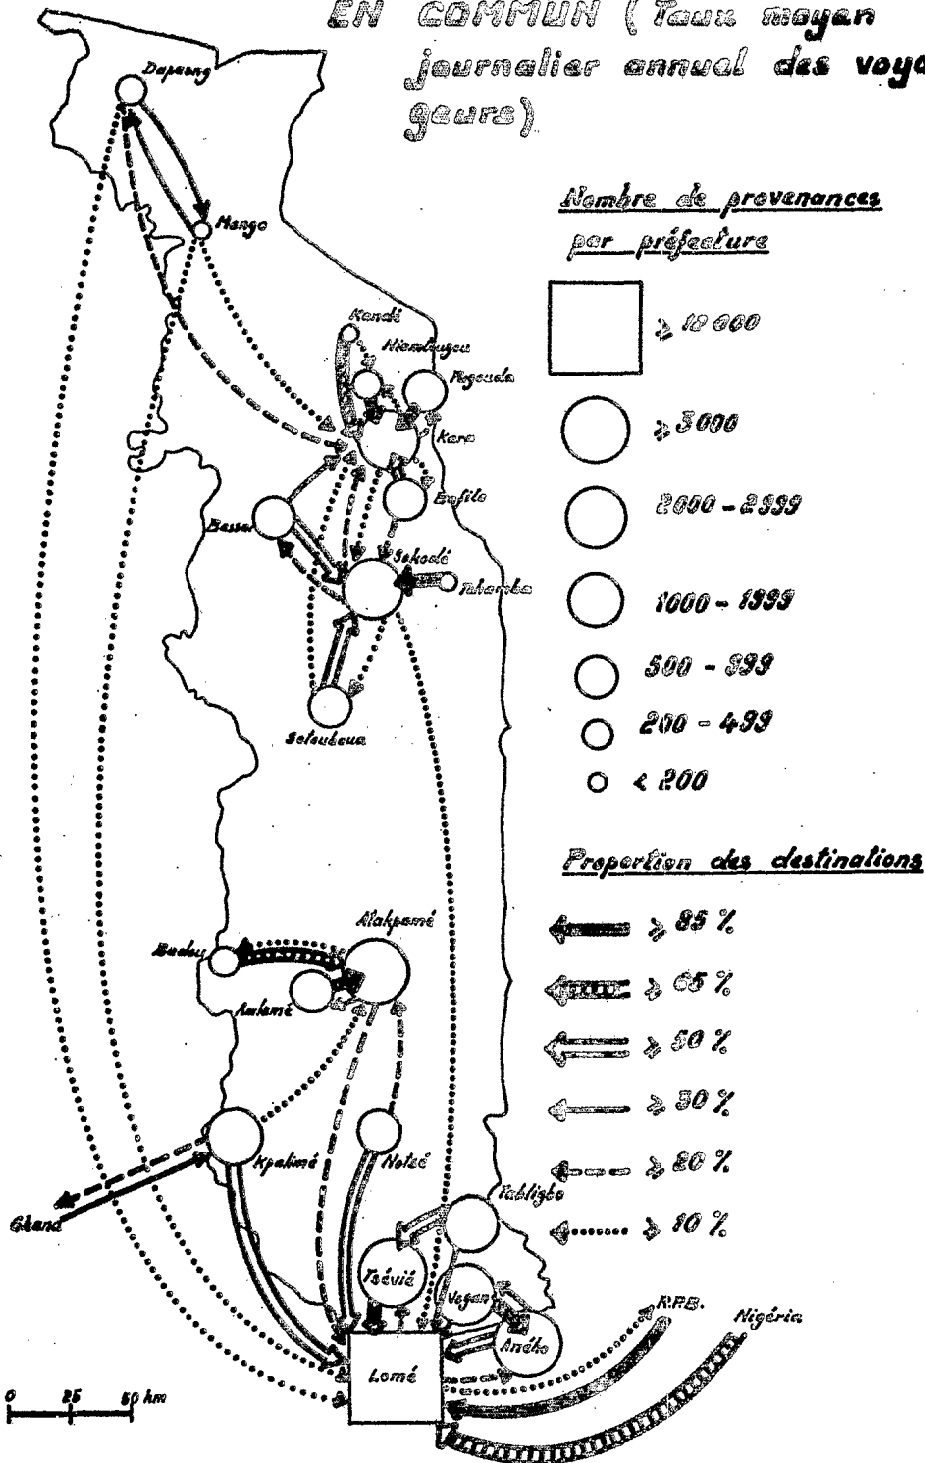 EN COMMUN (Taux moyen
journalier annuel des voya
geurs)
Nombre de provenances
par préfecture
≥ 18 000
≥ 3000
2000 - 2999
1000 - 1999
500 - 999
200 - 499
< 200
Proportion des destinations
≥ 85 %
≥ 65 %
≥ 50 %
≥ 30 %
≥ 20 %
≥ 10 %
Dapaong
Mango
Kandé
Niamtougou
Pagouda
Kara
Bafilo
Bassar
Sokodé
Tchamba
Sotouboua
Atakpamé
Badou
Amlamé
Kpalimé
Notsé
Ghana
Tabligbo
Tsévié
Vogan
Aného
Lomé
R.P.B.
Nigéria
0 25 50 km